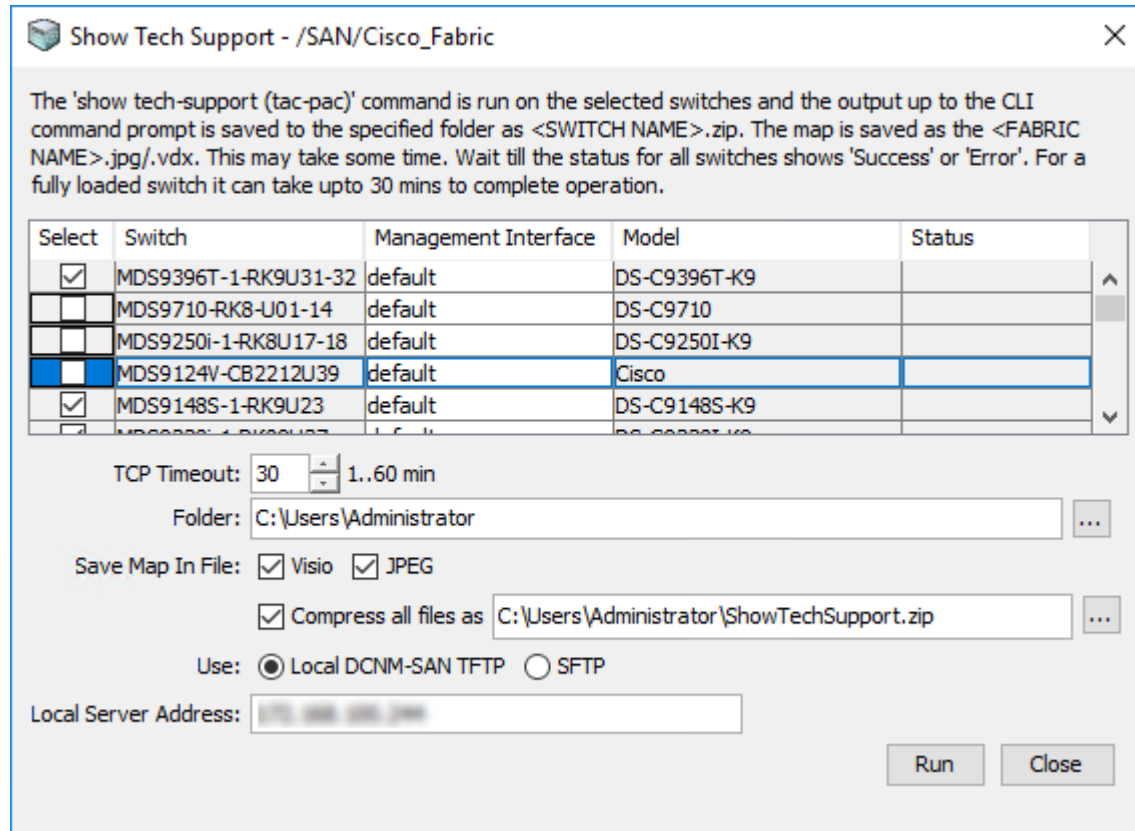 Show Tech Support - /SAN/Cisco_Fabric
The 'show tech-support (tac-pac)' command is run on the selected switches and the output up to the CLI
command prompt is saved to the specified folder as <SWITCH NAME>.zip. The map is saved as the <FABRIC
NAME>.jpg/.vdx. This may take some time. Wait till the status for all switches shows 'Success' or 'Error'. For a
fully loaded switch it can take upto 30 mins to complete operation.
Select Switch Management Interface Model Status
MDS9396T-1-RK9U31-32 default DS-C9396T-K9
MDS9710-RK8-U01-14 default DS-C9710
MDS9250i-1-RK8U17-18 default DS-C9250I-K9
MDS9124V-CB2212U39 default Cisco
MDS9148S-1-RK9U23 default DS-C9148S-K9
TCP Timeout: 30 1..60 min
Folder: C:\Users\Administrator ...
Save Map In File: Visio JPEG
Compress all files as C:\Users\Administrator\ShowTechSupport.zip ...
Use: Local DCNM-SAN TFTP SFTP
Local Server Address:
Run Close